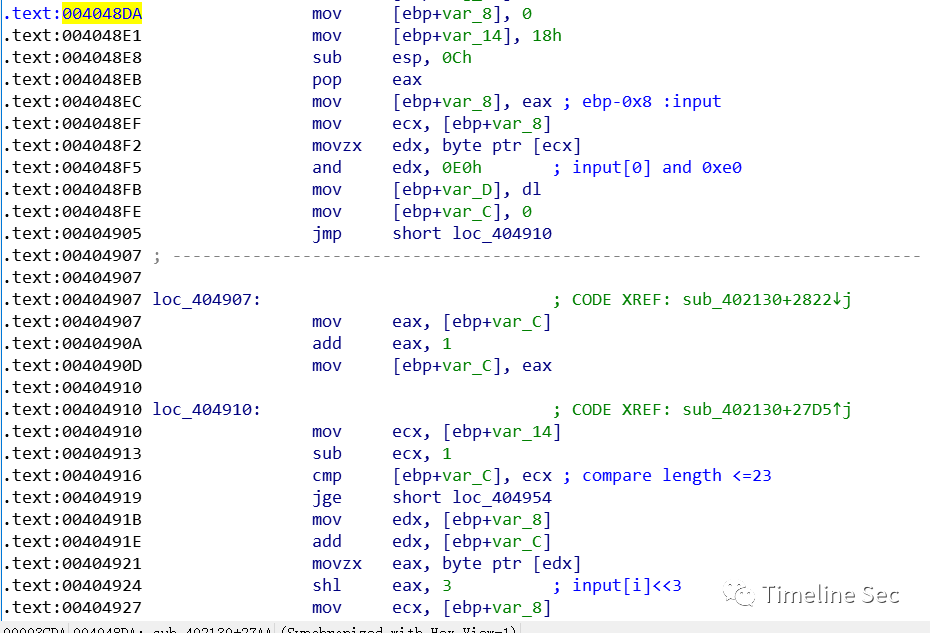 .text:004048DA mov [ebp+var_8], 0
.text:004048E1 mov [ebp+var_14], 18h
.text:004048E8 sub esp, 0Ch
.text:004048EB pop eax
.text:004048EC mov [ebp+var_8], eax ; ebp-0x8 :input
.text:004048EF mov ecx, [ebp+var_8]
.text:004048F2 movzx edx, byte ptr [ecx]
.text:004048F5 and edx, 0E0h ; input[0] and 0xe0
.text:004048FB mov [ebp+var_D], dl
.text:004048FE mov [ebp+var_C], 0
.text:00404905 jmp short loc_404910
.text:00404907 ; ---------------------------------------------------------------------------
.text:00404907
.text:00404907 loc_404907: ; CODE XREF: sub_402130+2822↓j
.text:00404907 mov eax, [ebp+var_C]
.text:0040490A add eax, 1
.text:0040490D mov [ebp+var_C], eax
.text:00404910
.text:00404910 loc_404910: ; CODE XREF: sub_402130+27D5↑j
.text:00404910 mov ecx, [ebp+var_14]
.text:00404913 sub ecx, 1
.text:00404916 cmp [ebp+var_C], ecx ; compare length <=23
.text:00404919 jge short loc_404954
.text:0040491B mov edx, [ebp+var_8]
.text:0040491E add edx, [ebp+var_C]
.text:00404921 movzx eax, byte ptr [edx]
.text:00404924 shl eax, 3 ; input[i]<<3
.text:00404927 mov ecx, [ebp+var_8]
Timeline Sec